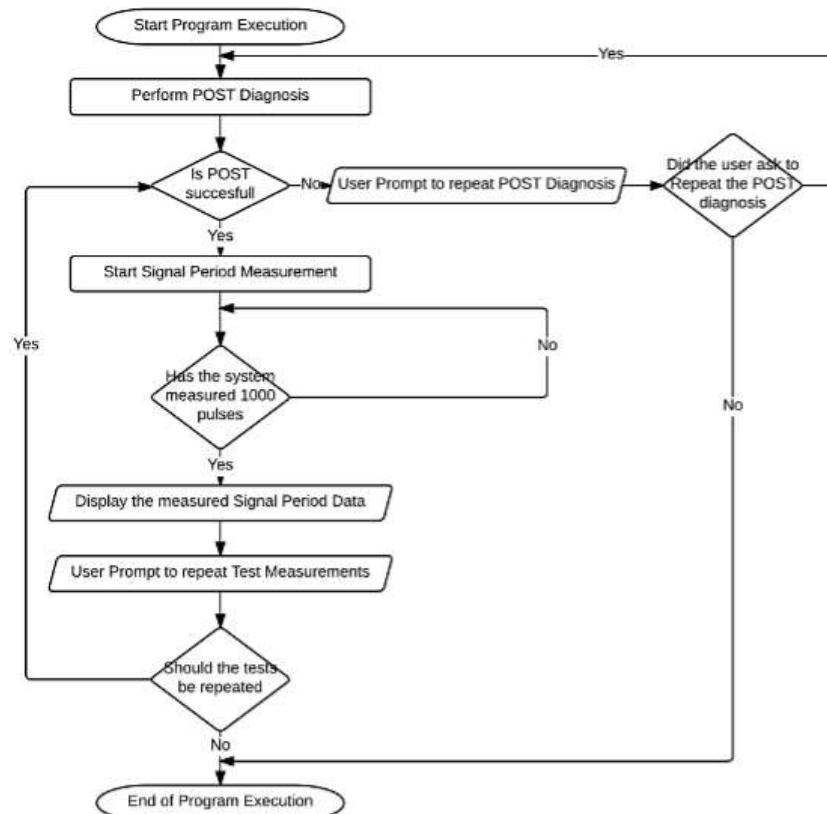 Start Program Execution
Yes
Perform POST Diagnosis
Is POST
succesfull
No
User Prompt to repeat POST Diagnosis
Did the user ask to
Repeat the POST
diagnosis
Yes
Start Signal Period Measurement
Yes
No
Has the system
measured 1000
pulses
No
Yes
Display the measured Signal Period Data
User Prompt to repeat Test Measurements
Should the tests
be repeated
No
End of Program Execution